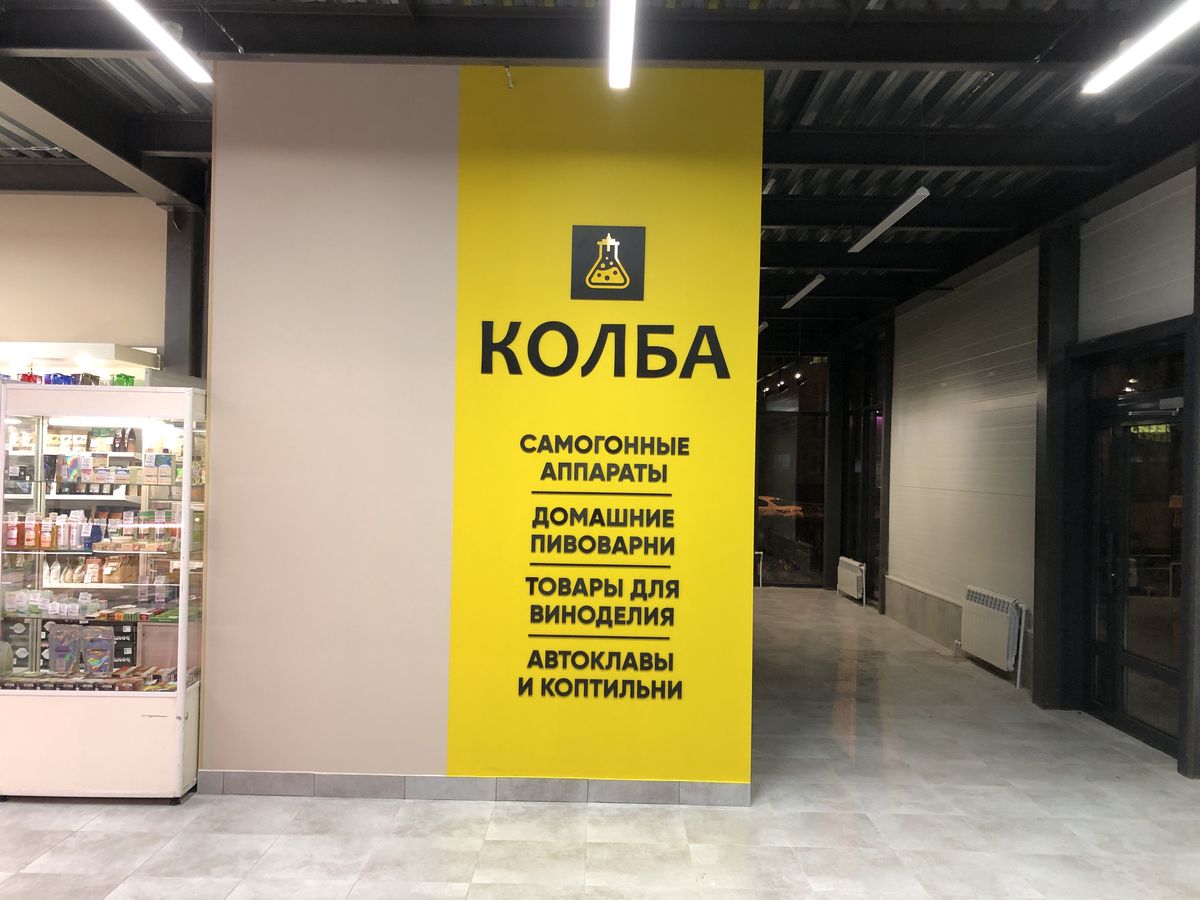 КОЛБА
САМОГОННЫЕ
АППАРАТЫ
ДОМАШНИЕ
ПИВОВАРНИ
ТОВАРЫ ДЛЯ
ВИНОДЕЛИЯ
АВТОКЛАВЫ
И КОПТИЛЬНИ